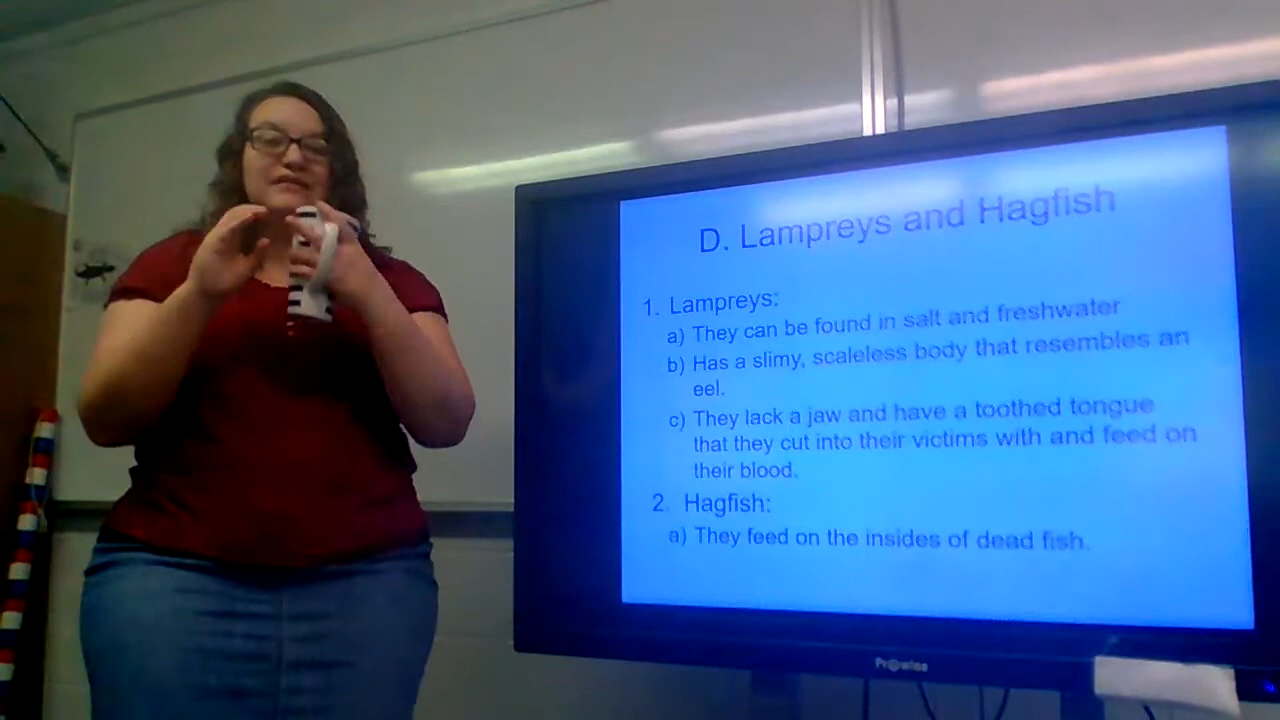 D. Lampreys and Hagfish
1. Lampreys:
a) They can be found in salt and freshwater
b) Has a slimy, scaleless body that resembles an
eel.
c) They lack a jaw and have a toothed tongue
that they cut into their victims with and feed on
their blood.
2. Hagfish:
a) They feed on the insides of dead fish.
Prowise